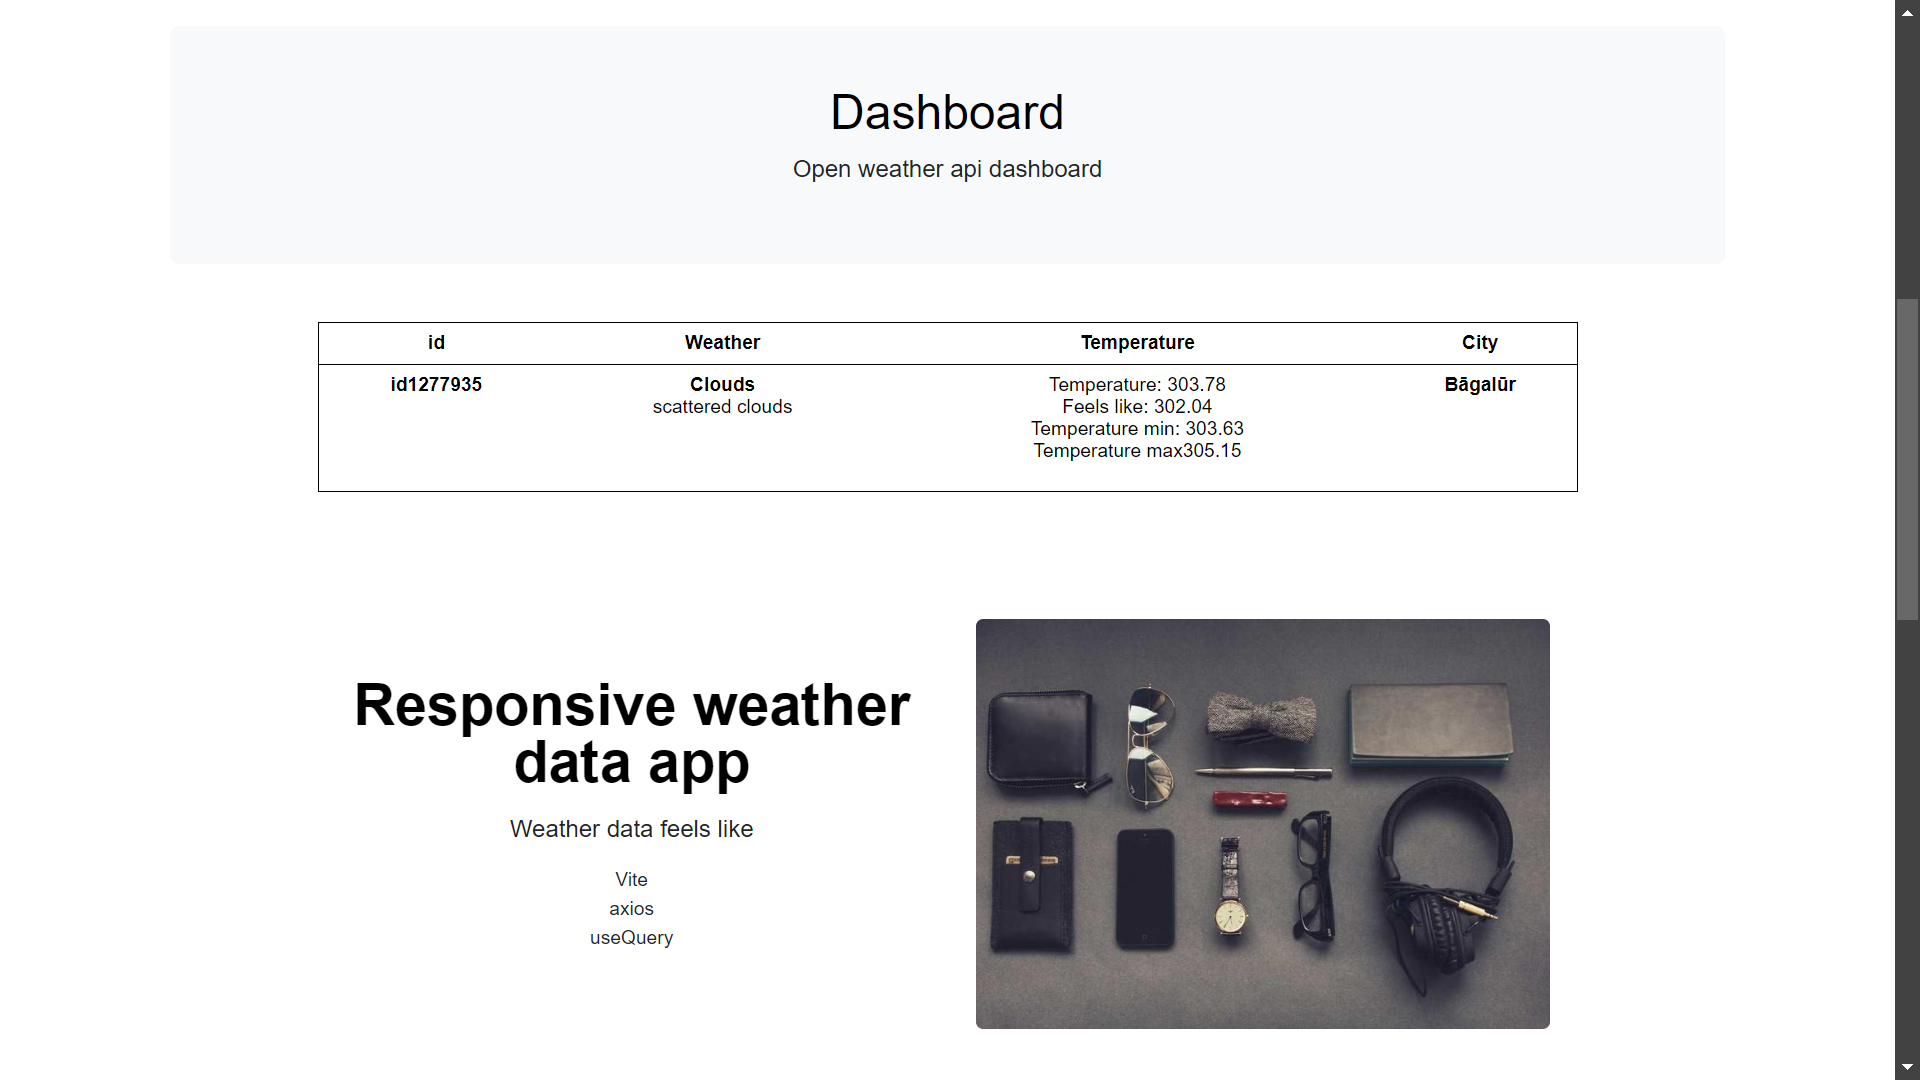 Dashboard
Open weather api dashboard
id Weather Temperature City
id1277935 Clouds Temperature: 303.78 Bāgalūr
scattered clouds Feels like: 302.04
Temperature min: 303.63
Temperature max305.15
Responsive weather
data app
Weather data feels like
Vite
axios
useQuery